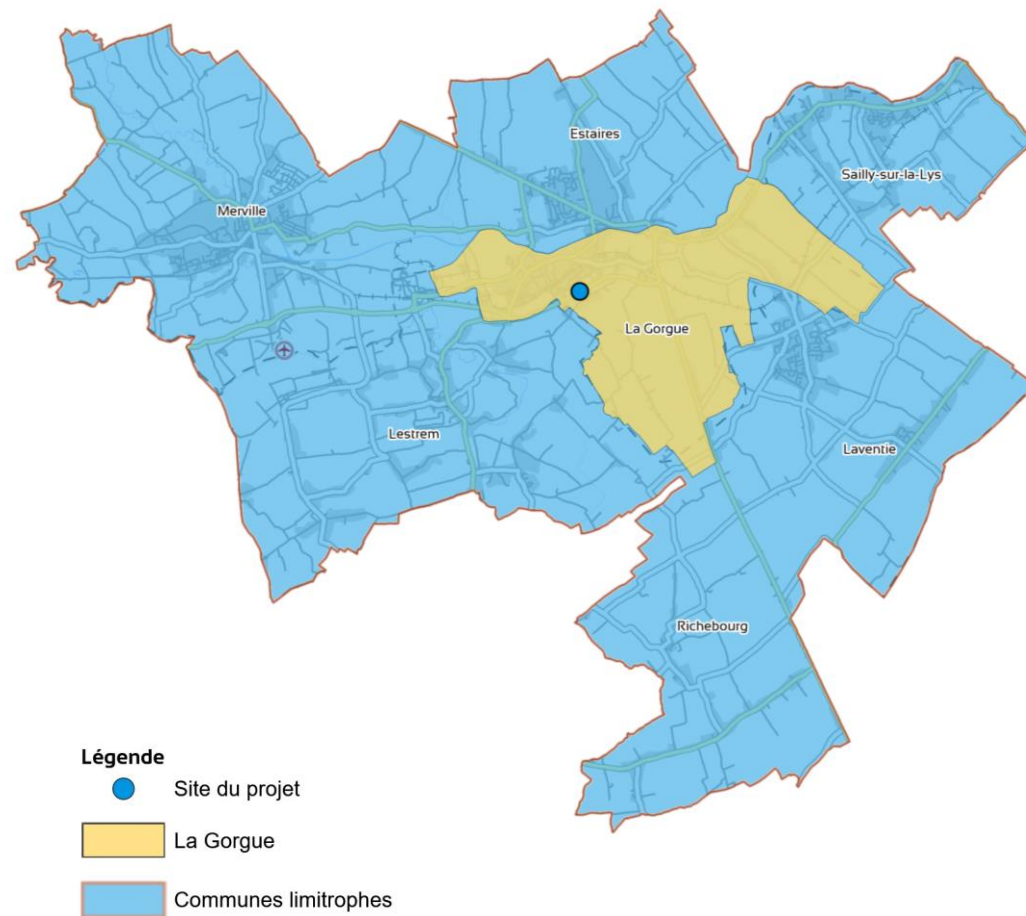 Estaires
Sailly-sur-la-Lys
Merville
La Gorgue
Lestrem
Laventie
Richebourg
Légende
Site du projet
La Gorgue
Communes limitrophes